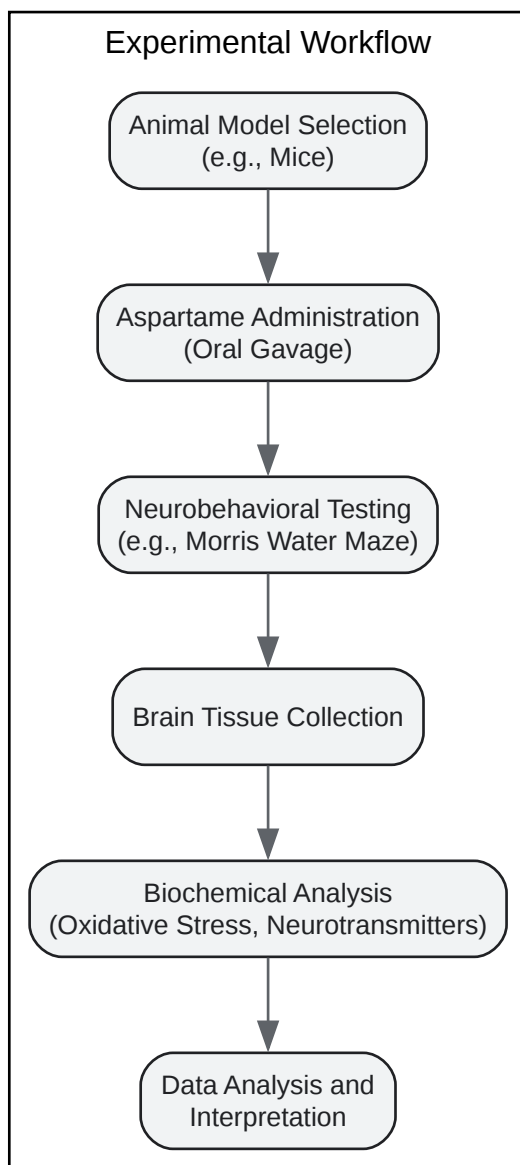 Experimental Workflow
Animal Model Selection
(e.g., Mice)
Aspartame Administration
(Oral Gavage)
Neurobehavioral Testing
(e.g., Morris Water Maze)
Brain Tissue Collection
Biochemical Analysis
(Oxidative Stress, Neurotransmitters)
Data Analysis and
Interpretation